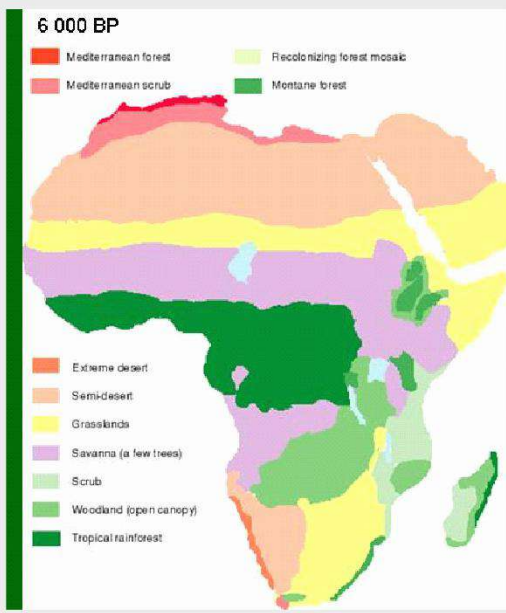 6 000 BP
Mediterranean forest
Recolonizing forest mosaic
Mediterranean scrub
Montane forest
Extreme desert
Semi-desert
Grasslands
Savanna (a few trees)
Scrub
Woodland (open canopy)
Tropical rainforest